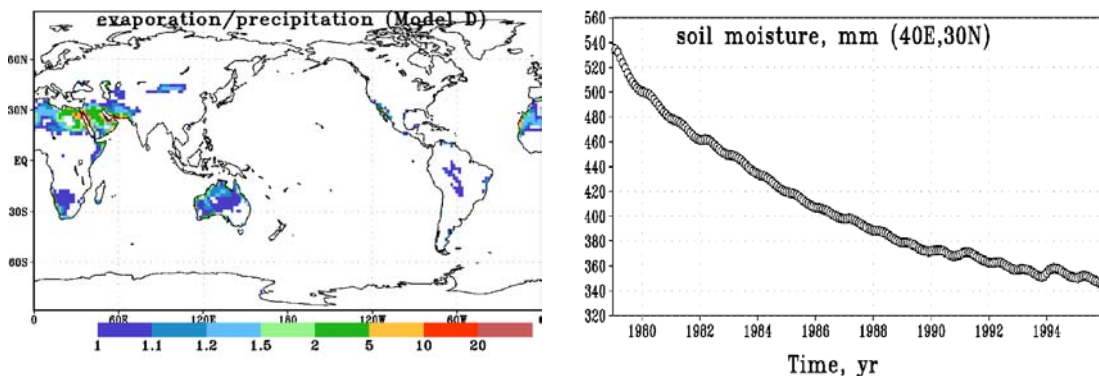 evaporation/precipitation (Model D)
60N
30N
EQ
30S
60S
0 60E 120E 180 120W 60W 0
1 1.1 1.2 1.5 2 5 10 20
soil moisture, mm (40E,30N)
560
540
520
500
480
460
440
420
400
380
360
340
320
1980 1982 1984 1986 1988 1990 1992 1994
Time, yr